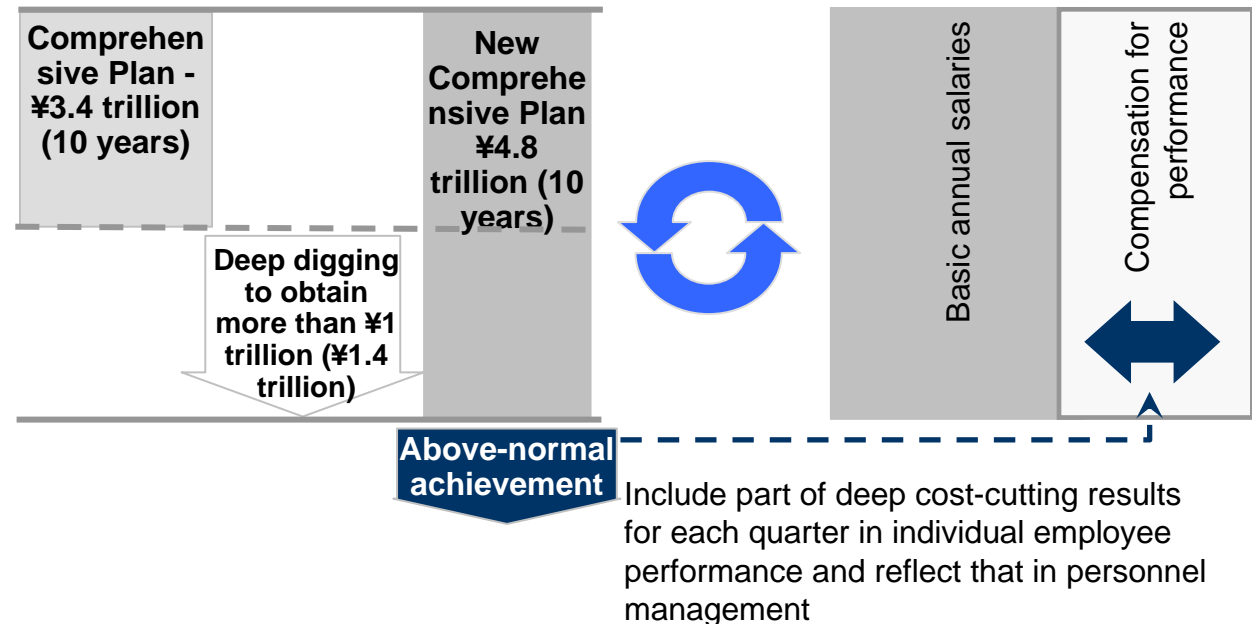 Comprehen
sive Plan -
¥3.4 trillion
(10 years)
Deep digging
to obtain
more than ¥1
trillion (¥1.4
trillion)
New
Comprehe
nsive Plan
¥4.8
trillion (10
years)
Above-normal
achievement
Basic annual salaries
Compensation for
performance
Include part of deep cost-cutting results
for each quarter in individual employee
performance and reflect that in personnel
management